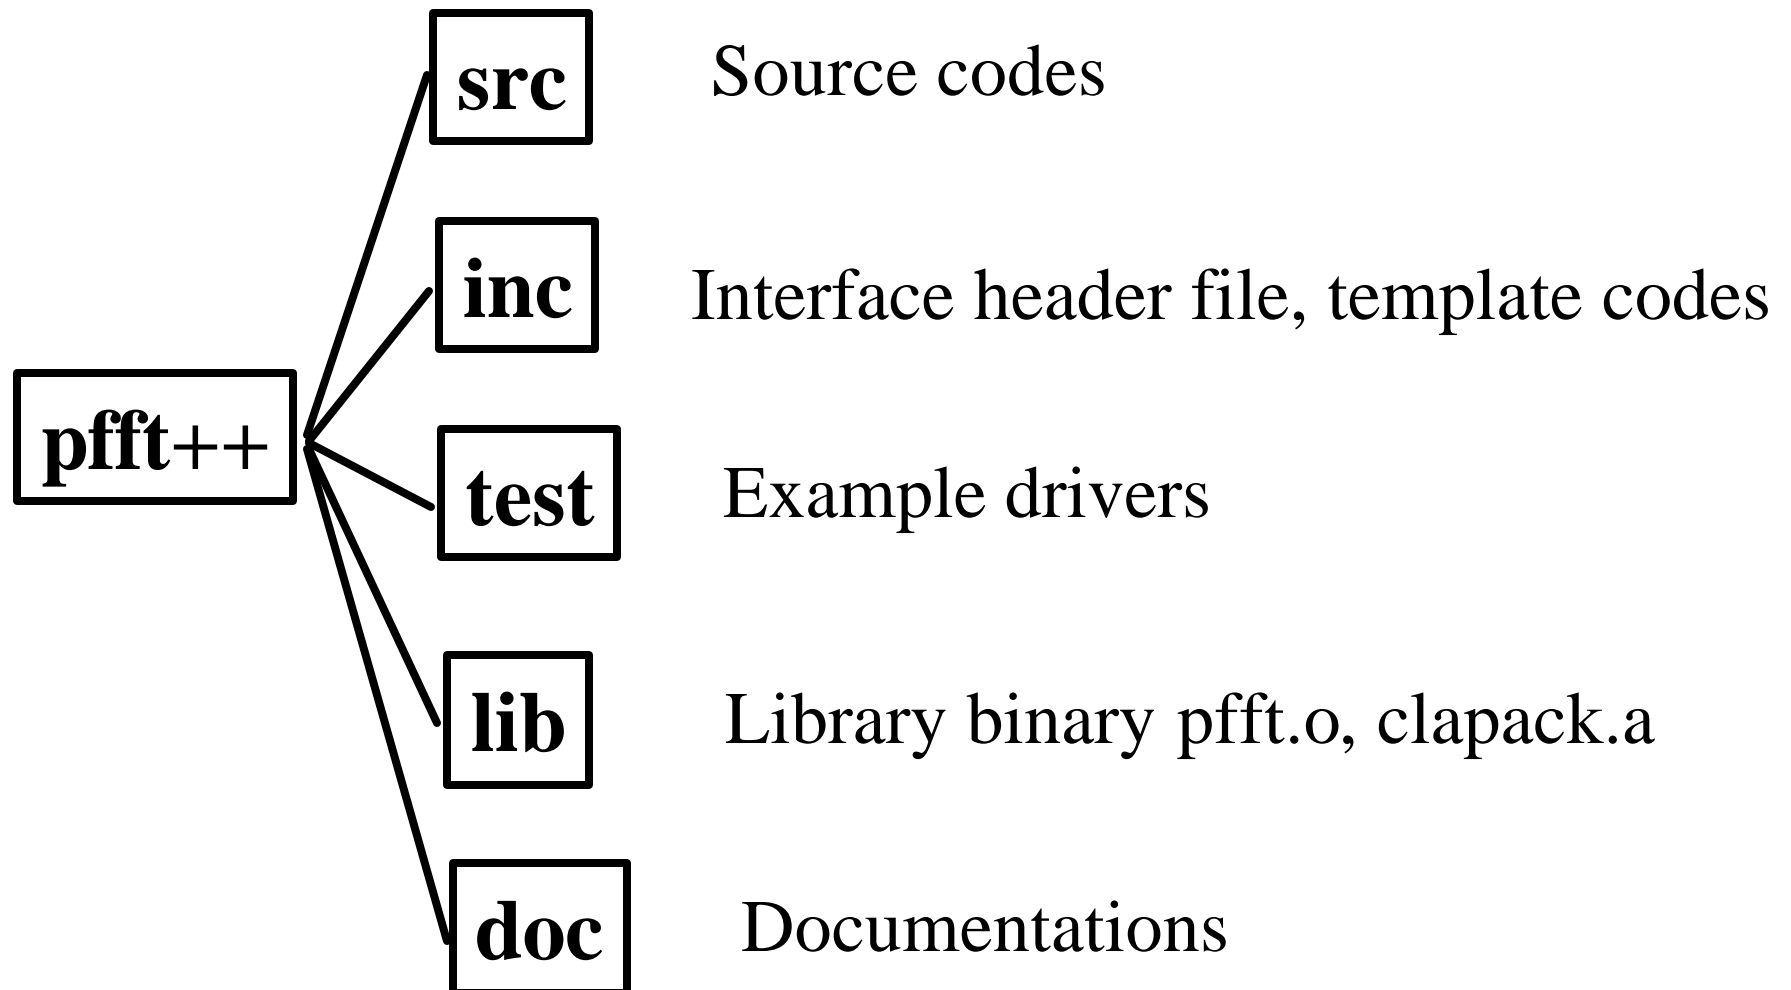 src Source codes
inc Interface header file, template codes
pfft++
test Example drivers
lib Library binary pfft.o, clapack.a
doc Documentations